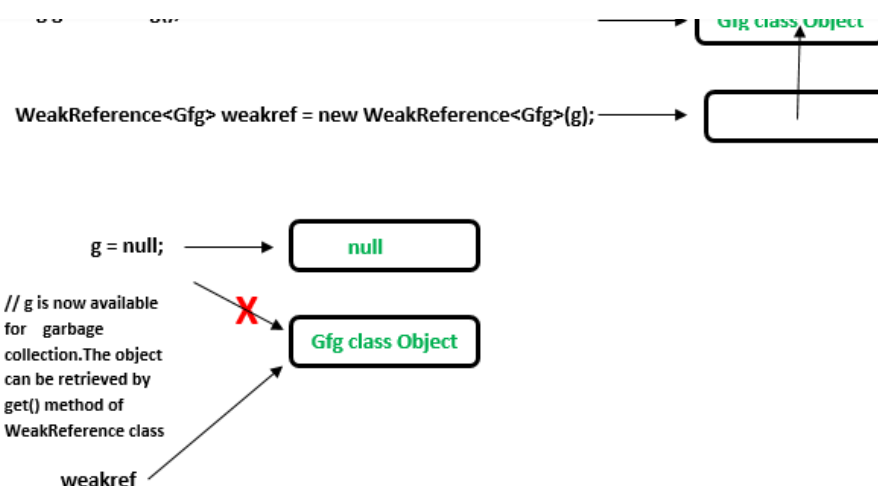 Gfg class Object
WeakReference<Gfg> weakref = new WeakReference<Gfg>(g);
g = null;
null
// g is now available
for garbage
collection.The object
can be retrieved by
get() method of
WeakReference class
X
Gfg class Object
weakref